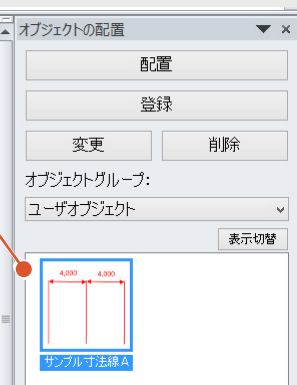 オブジェクトの配置
配置
登録
変更 削除
オブジェクトグループ:
ユーザオブジェクト
表示切替
4,000 4,000
サンプル寸法線A